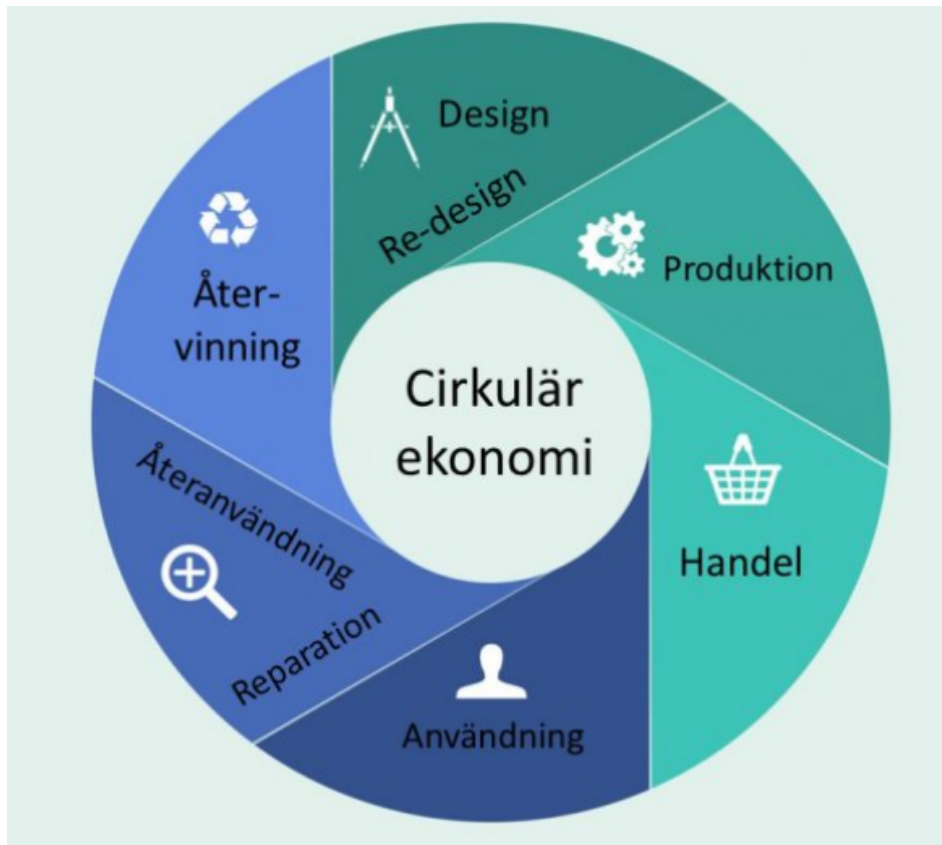 Design
Re-design
Produktion
Handel
Användning
Återanvändning
Reparation
Åter-
vinning
Cirkulär
ekonomi